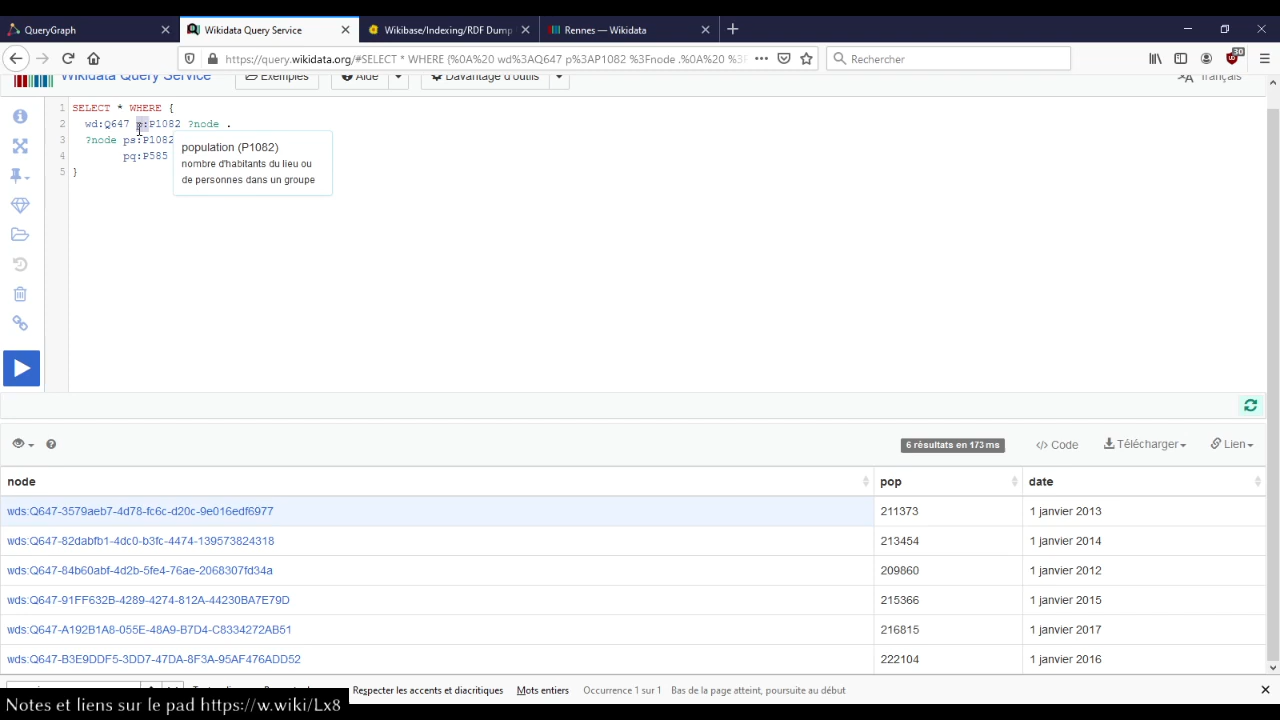 QueryGraph
Wikidata Query Service
Wikibase/Indexing/RDF Dump
Rennes — Wikidata
https://query.wikidata.org/#SELECT * WHERE {%0A%20 wd%3AQ647 p%3AP1082 %3Fnode .%0A%20 %3F
Rechercher
30
Wikidata Query Service
Exemples
Aide
Davantage d'outils
français
1 SELECT * WHERE {
2 wd:Q647 p:P1082 ?node .
3 ?node ps:P1082
4 pq:P585
5 }
population (P1082)
nombre d'habitants du lieu ou
de personnes dans un groupe
6 résultats en 173 ms
</> Code
Télécharger
Lien
node pop date
wds:Q647-3579aeb7-4d78-fc6c-d20c-9e016edf6977 211373 1 janvier 2013
wds:Q647-82dabfb1-4dc0-b3fc-4474-139573824318 213454 1 janvier 2014
wds:Q647-84b60abf-4d2b-5fe4-76ae-2068307fd34a 209860 1 janvier 2012
wds:Q647-91FF632B-4289-4274-812A-44230BA7E79D 215366 1 janvier 2015
wds:Q647-A192B1A8-055E-48A9-B7D4-C8334272AB51 216815 1 janvier 2017
wds:Q647-B3E9DDF5-3DD7-47DA-8F3A-95AF476ADD52 222104 1 janvier 2016
Respecter les accents et diacritiques Mots entiers Occurrence 1 sur 1 Bas de la page atteint, poursuite au début
Notes et liens sur le pad https://w.wiki/Lx8